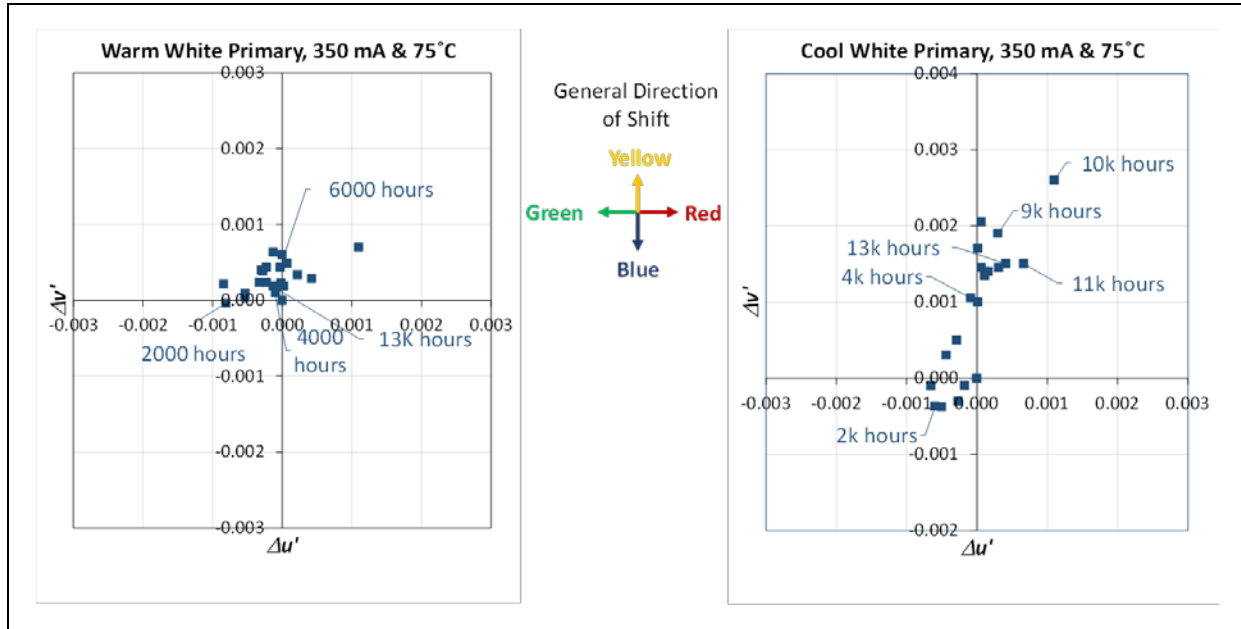 Warm White Primary, 350 mA & 75˚C
0.003
0.002
6000 hours
0.001
0.000
-0.003 -0.002 -0.001 0.000 0.001 0.002 0.003
2000 hours
4000 hours
13K hours
-0.001
-0.002
-0.003
Δv'
Δu'
General Direction
of Shift
Yellow
Green
Red
Blue
Cool White Primary, 350 mA & 75˚C
0.004
0.003
10k hours
9k hours
0.002
13k hours
4k hours
11k hours
0.001
0.000
-0.003 -0.002 -0.001 0.000 0.001 0.002 0.003
2k hours
-0.001
-0.002
Δv'
Δu'